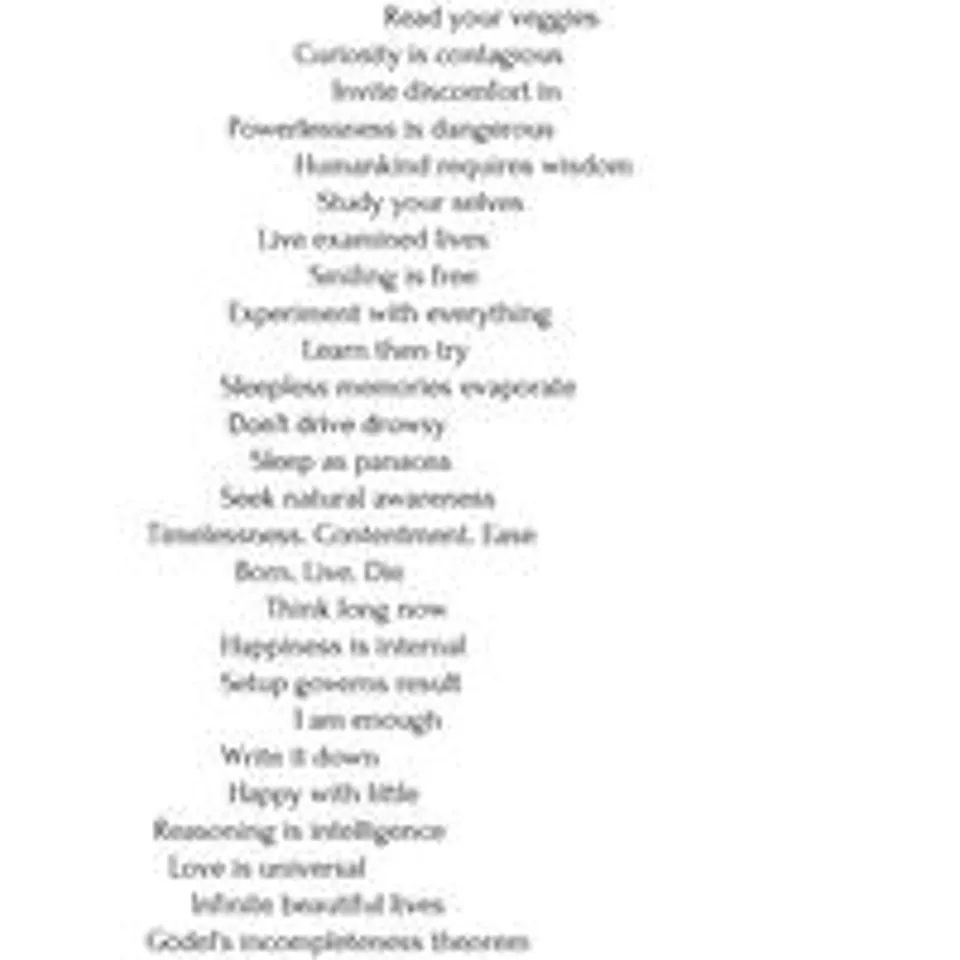 Read your veggies
Curiosity is contagious
Invite discomfort in
Powerlessness is dangerous
Humankind requires wisdom
Study your selves
Live examined lives
Smiling is free
Experiment with everything
Learn then try
Sleepless memories evaporate
Don't drive drowsy
Sleep as panacea
Seek natural awareness
Timelessness. Contentment. Ease
Born, Live, Die
Think long now
Happiness is internal
Setup governs result
I am enough
Write it down
Happy with little
Reasoning is intelligence
Love is universal
Infinite beautiful lives
Godel's incompleteness theorem